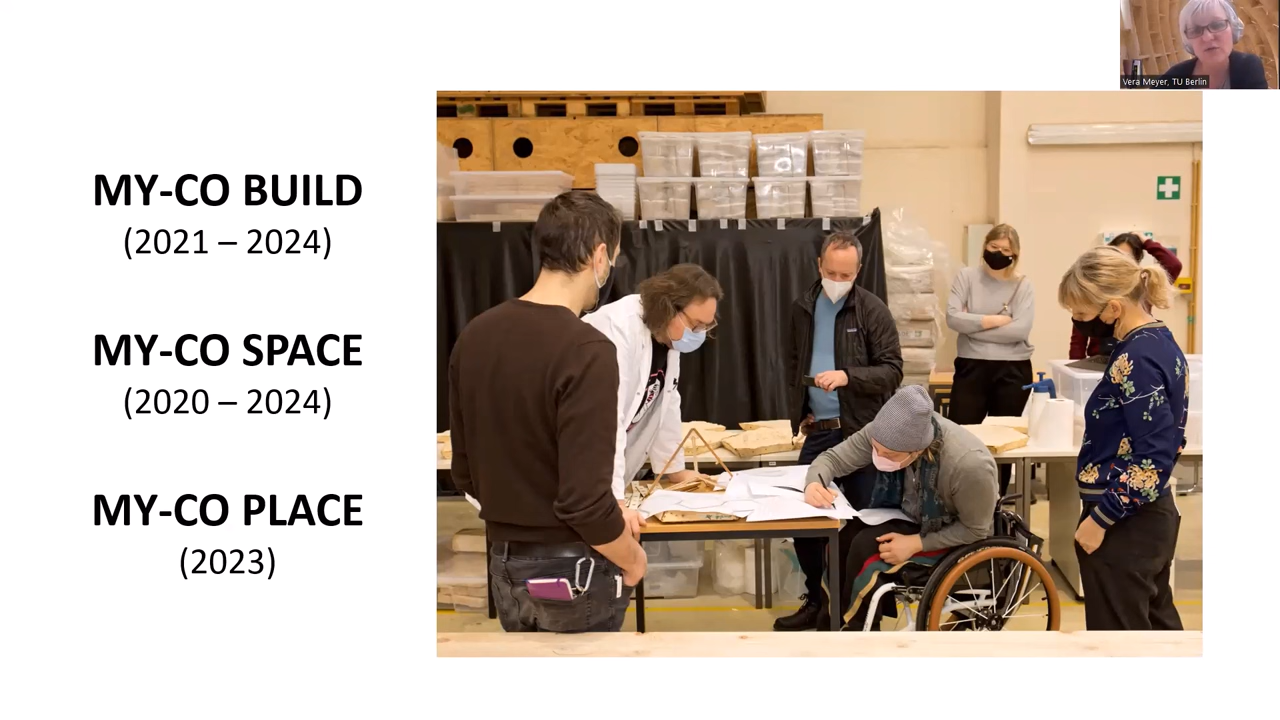 MY-CO BUILD
(2021 – 2024)
MY-CO SPACE
(2020 – 2024)
MY-CO PLACE
(2023)
Vera Meyer, TU Berlin